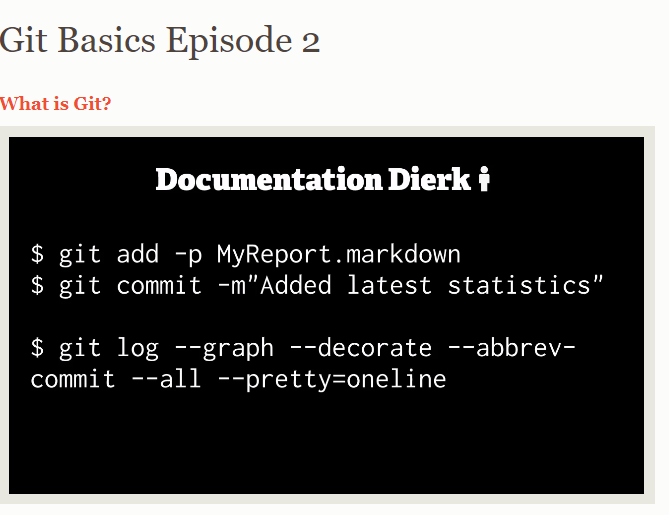 Git Basics Episode 2
What is Git?
Documentation Dierk
$ git add -p MyReport.markdown
$ git commit -m"Added latest statistics"
$ git log --graph --decorate --abbrev-
commit --all --pretty=oneline